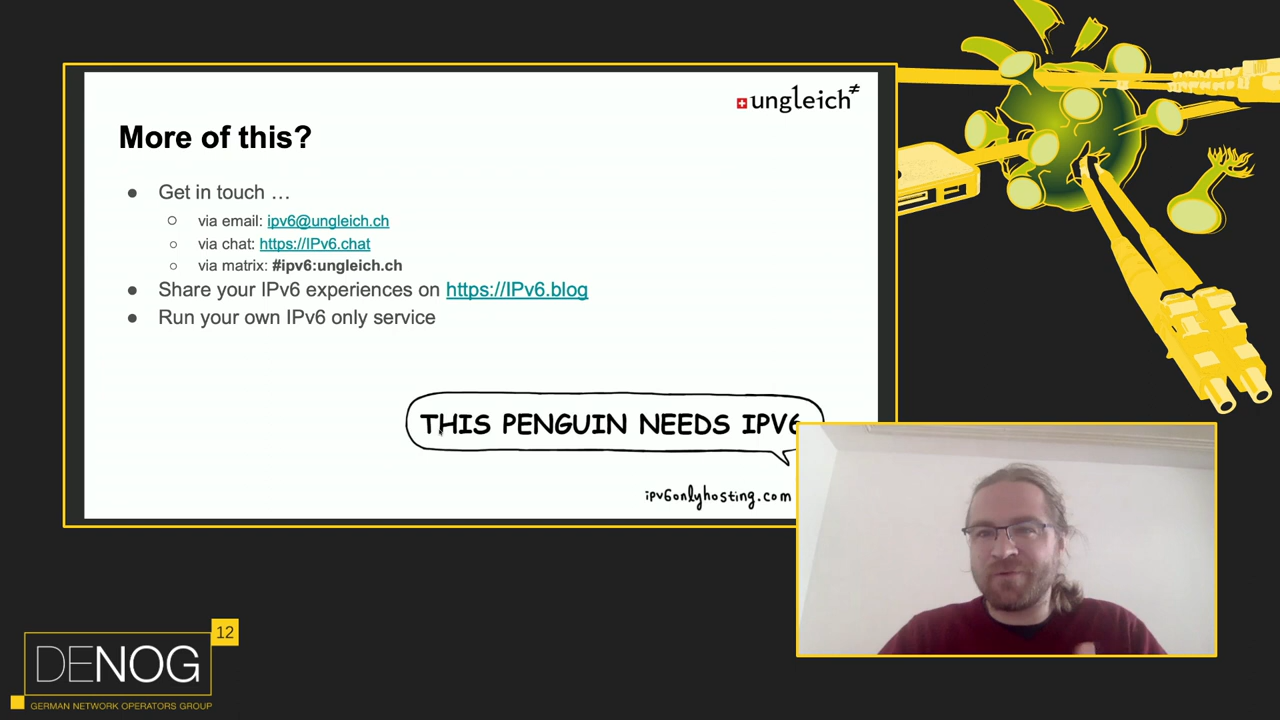 ungleich≠
More of this?
● Get in touch …
○ via email: ipv6@ungleich.ch
○ via chat: https://IPv6.chat
○ via matrix: #ipv6:ungleich.ch
● Share your IPv6 experiences on https://IPv6.blog
● Run your own IPv6 only service
THIS PENGUIN NEEDS IPV6
ipv6onlyhosting.com
12
DENOG
GERMAN NETWORK OPERATORS GROUP